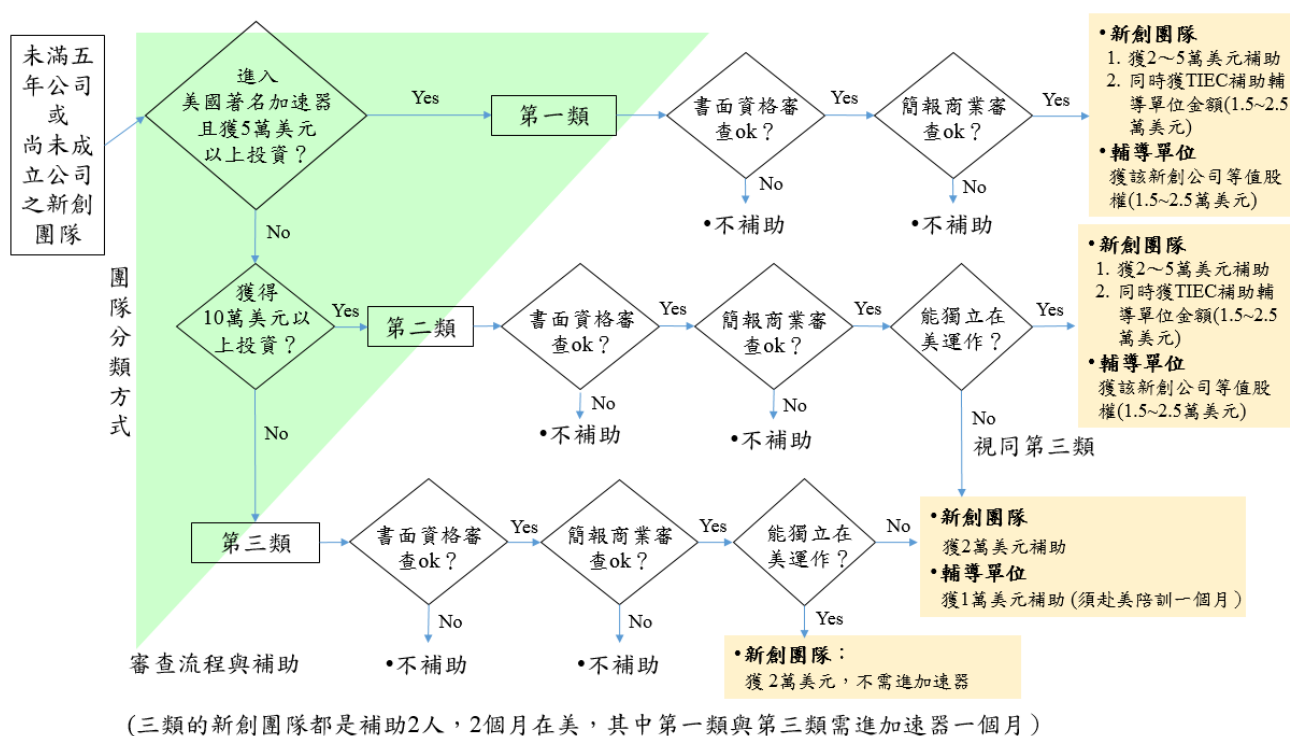 未滿五
年公司
或
尚未成
立公司
之新創
團隊
進入
美國著名加速器
且獲5萬美元
以上投資？
Yes
第一類
書面資格審
查ok？
Yes
簡報商業審
查ok？
Yes
•新創團隊
1. 獲2～5萬美元補助
2. 同時獲TIEC補助輔
導單位金額(1.5~2.5
萬美元)
•輔導單位
獲該新創公司等值股
權(1.5~2.5萬美元)
No
No
•不補助
No
•不補助
團隊分類方式
獲得
10萬美元以
上投資？
Yes
第二類
書面資格審
查ok？
Yes
簡報商業審
查ok？
Yes
能獨立在
美運作？
Yes
•新創團隊
1. 獲2～5萬美元補助
2. 同時獲TIEC補助輔
導單位金額(1.5~2.5
萬美元)
•輔導單位
獲該新創公司等值股
權(1.5~2.5萬美元)
No
No
•不補助
No
•不補助
No
視同第三類
第三類
書面資格審
查ok？
Yes
簡報商業審
查ok？
Yes
能獨立在
美運作？
No
•新創團隊
獲2萬美元補助
•輔導單位
獲1萬美元補助 (須赴美陪訓一個月）
No
•不補助
No
•不補助
Yes
•新創團隊：
獲 2萬美元，不需進加速器
審查流程與補助
(三類的新創團隊都是補助2人，2個月在美，其中第一類與第三類需進加速器一個月）